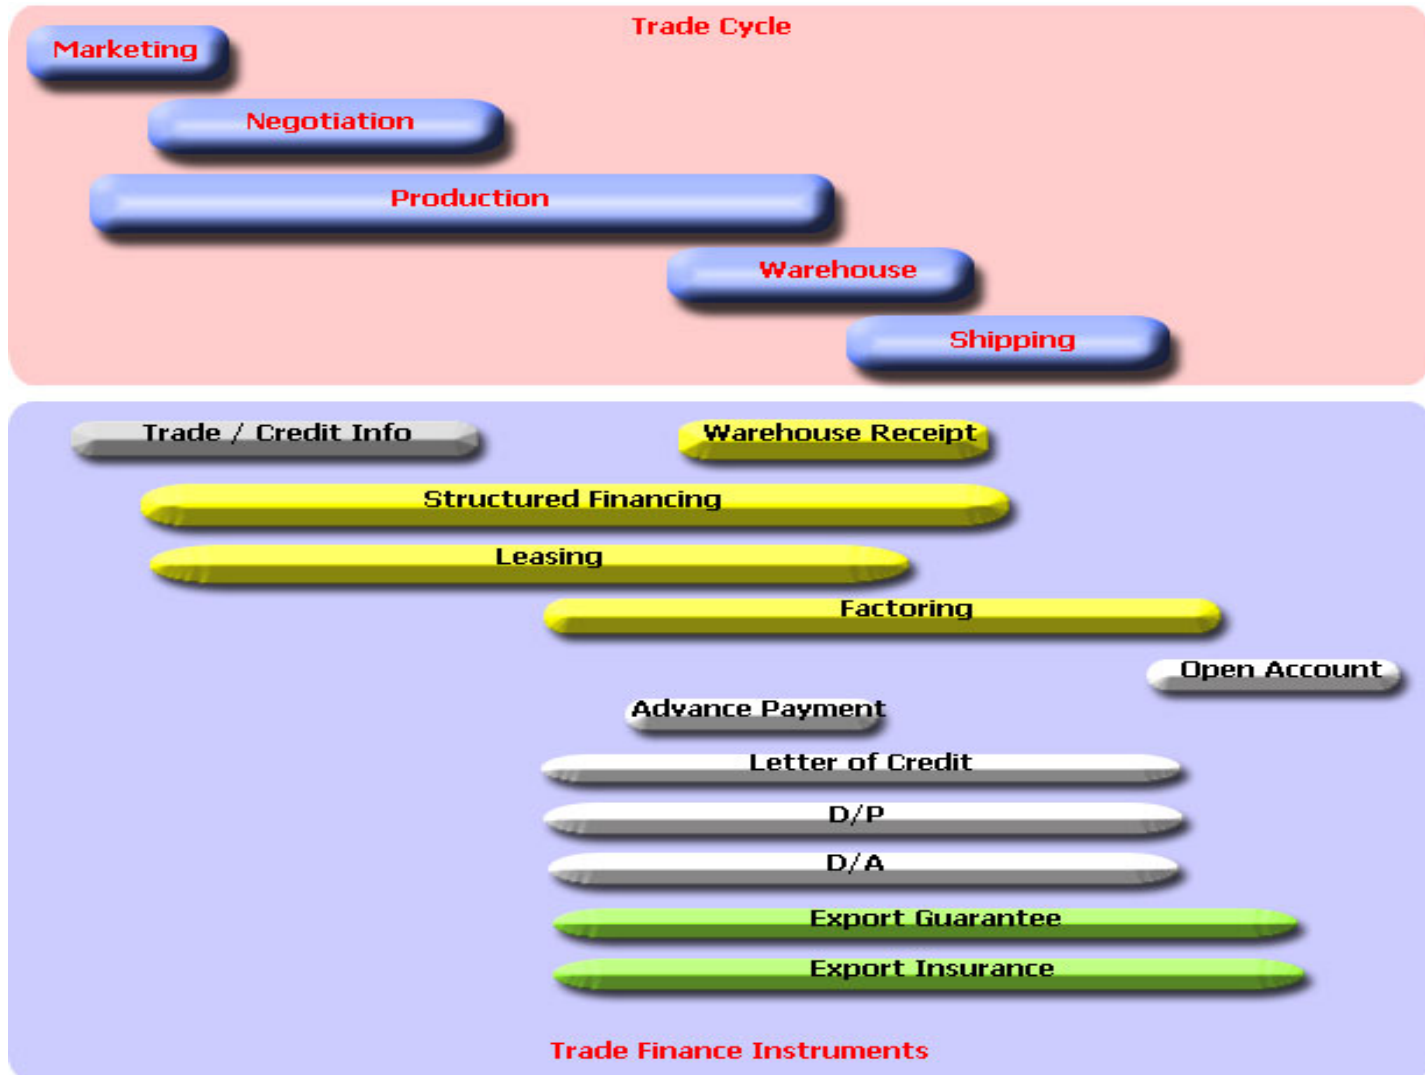 Trade Cycle
Marketing
Negotiation
Production
Warehouse
Shipping
Trade / Credit Info
Warehouse Receipt
Structured Financing
Leasing
Factoring
Open Account
Advance Payment
Letter of Credit
D/P
D/A
Export Guarantee
Export Insurance
Trade Finance Instruments